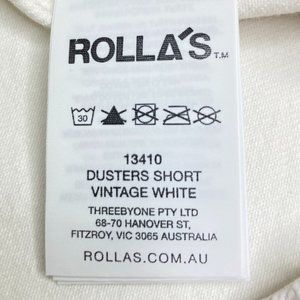 ROLLA'S TM
30
13410
DUSTERS SHORT
VINTAGE WHITE
THREEBYONE PTY LTD
68-70 HANOVER ST,
FITZROY, VIC 3065 AUSTRALIA
ROLLAS.COM.AU